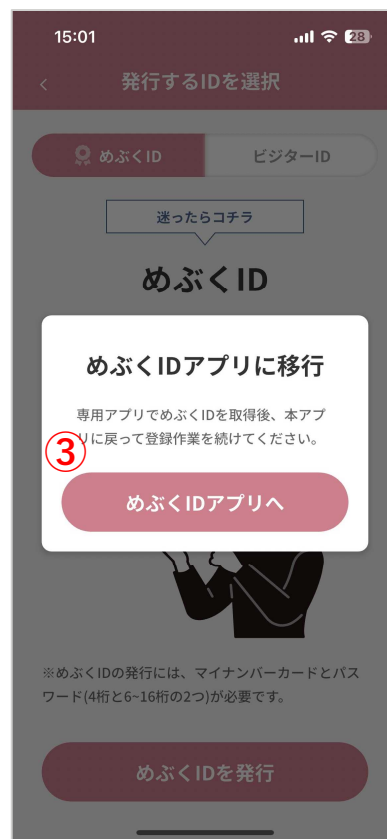 15:01
28
発行するIDを選択
めぶくID
ビジターID
迷ったらコチラ
めぶくID
めぶくIDアプリに移行
専用アプリでめぶくIDを取得後、本アプ
リに戻って登録作業を続けてください。
③
めぶくIDアプリへ
※めぶくIDの発行には、マイナンバーカードとパス
ワード(4桁と6~16桁の2つ)が必要です。
めぶくIDを発行